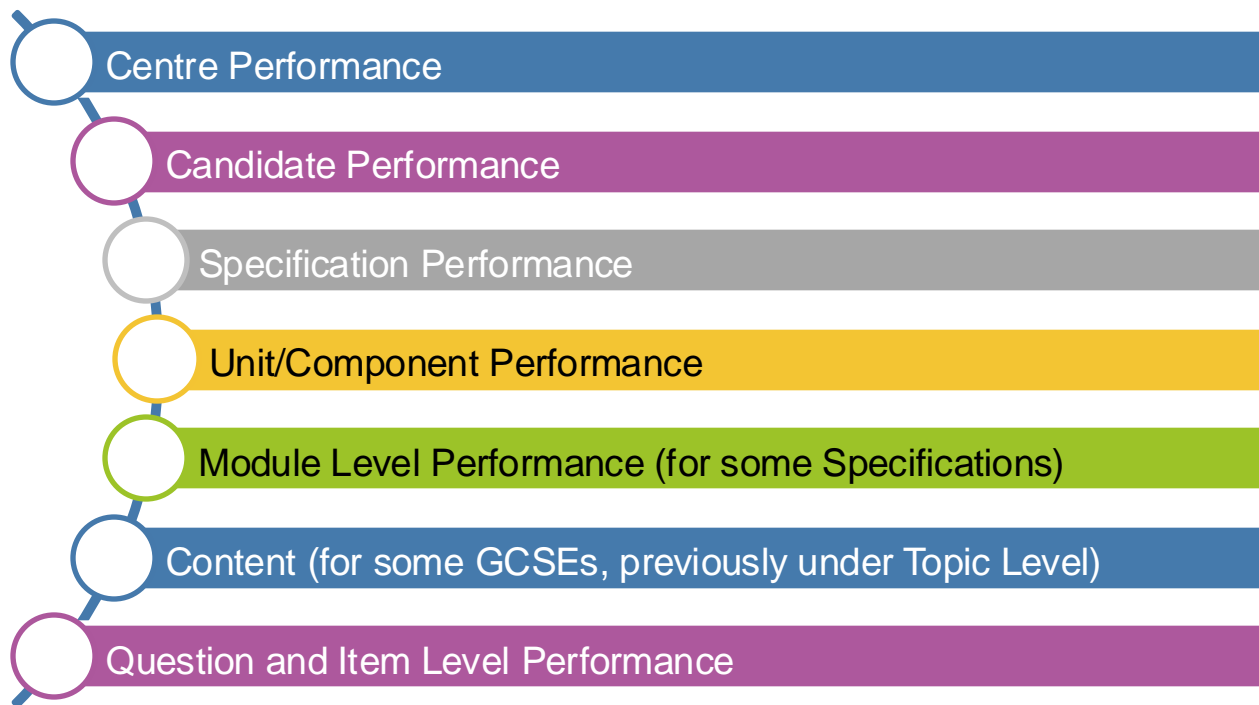 Centre Performance
Candidate Performance
Specification Performance
Unit/Component Performance
Module Level Performance (for some Specifications)
Content (for some GCSEs, previously under Topic Level)
Question and Item Level Performance